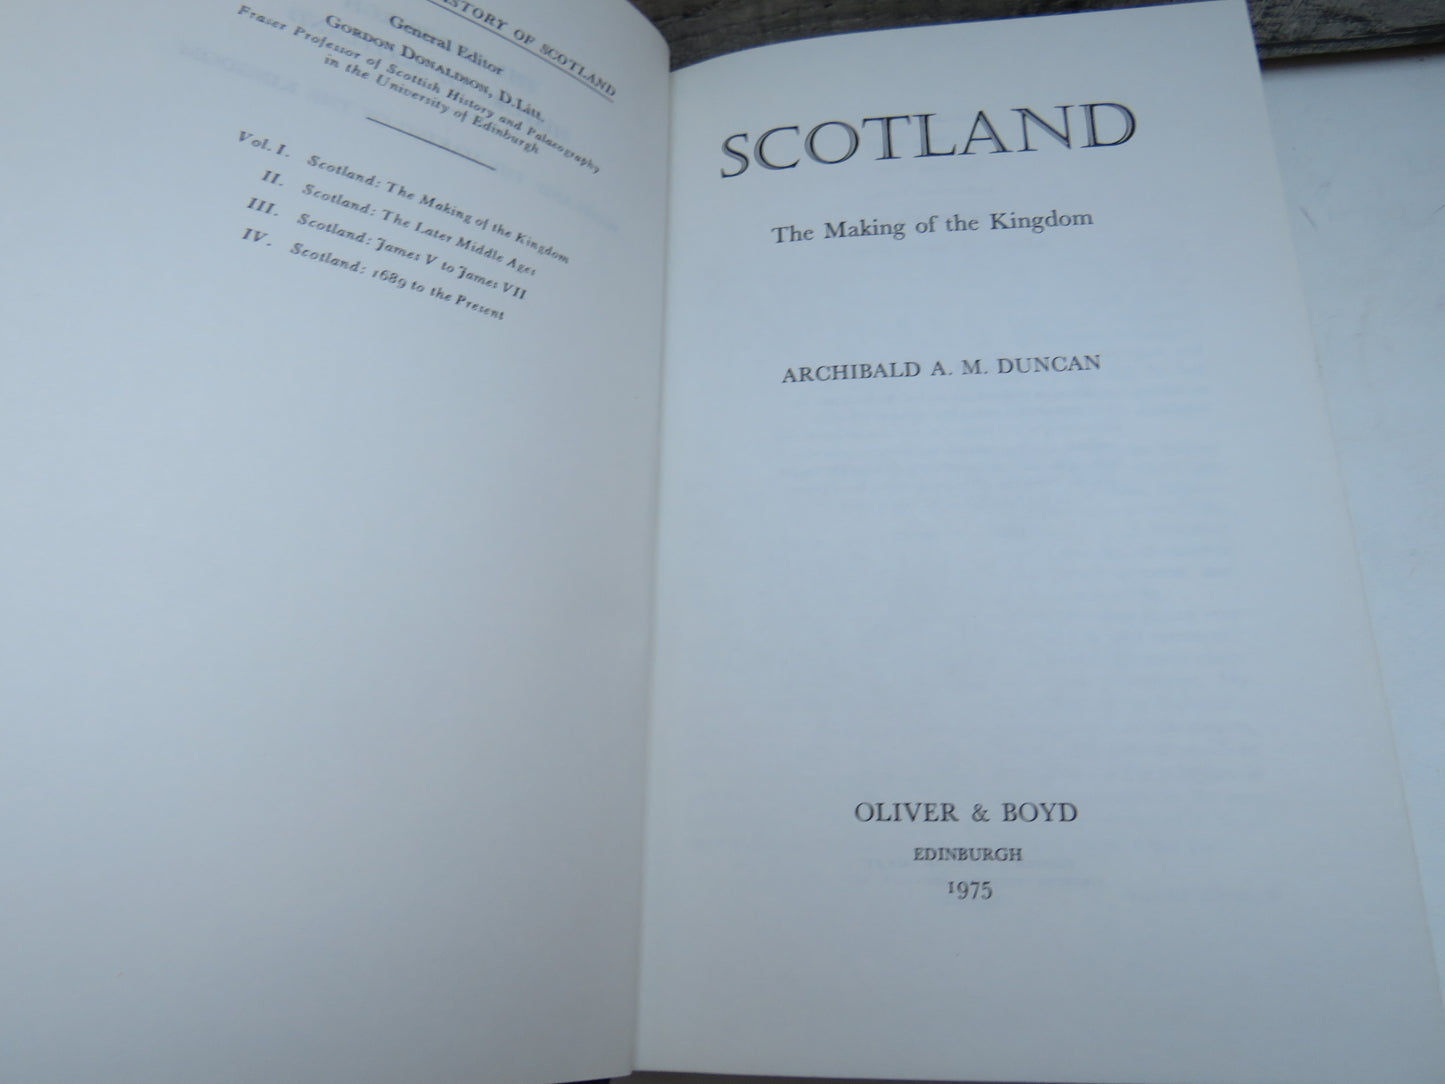 HISTORY OF SCOTLAND
General Editor
GORDON DONALDSON, D.Litt.
Fraser Professor of Scottish History and Palaeography
in the University of Edinburgh
Vol. I. Scotland: The Making of the Kingdom
II. Scotland: The Later Middle Ages
III. Scotland: James V to James VII
IV. Scotland: 1689 to the Present
SCOTLAND
The Making of the Kingdom
ARCHIBALD A. M. DUNCAN
OLIVER & BOYD
EDINBURGH
1975